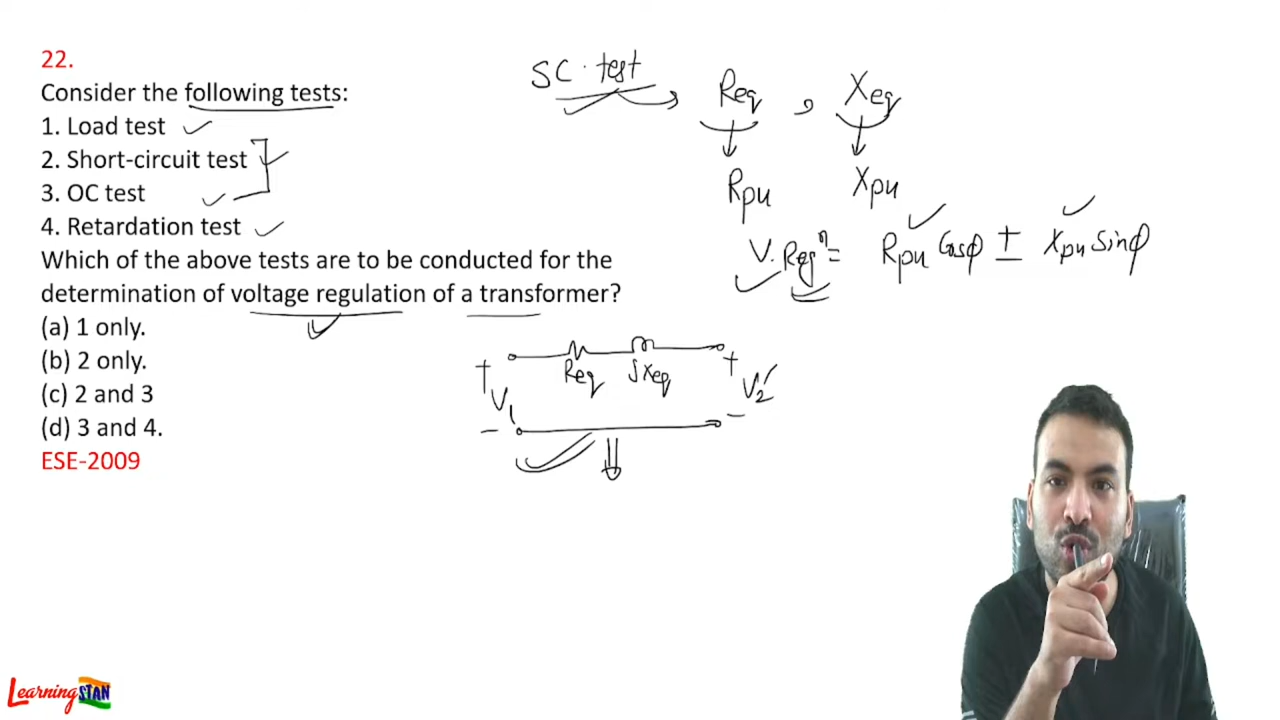 22.
Consider the following tests:
1. Load test
2. Short-circuit test
3. OC test
4. Retardation test
Which of the above tests are to be conducted for the
determination of voltage regulation of a transformer?
(a) 1 only.
(b) 2 only.
(c) 2 and 3
(d) 3 and 4.
ESE-2009
SC. test
Req , Xeq
Rpu Xpu
V. Regⁿ = Rpu Cosφ ± Xpu Sinφ
+ Req jXeq +
V1 V2'
- -
Learning STAN